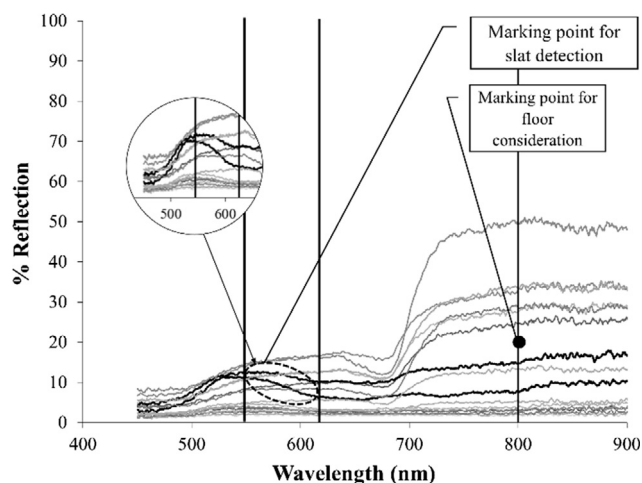 100
90
80
70
60
50
40
30
20
10
0
% Reflection
400
500
600
700
800
900
Wavelength (nm)
500
600
Marking point for
slat detection
Marking point for
floor
consideration